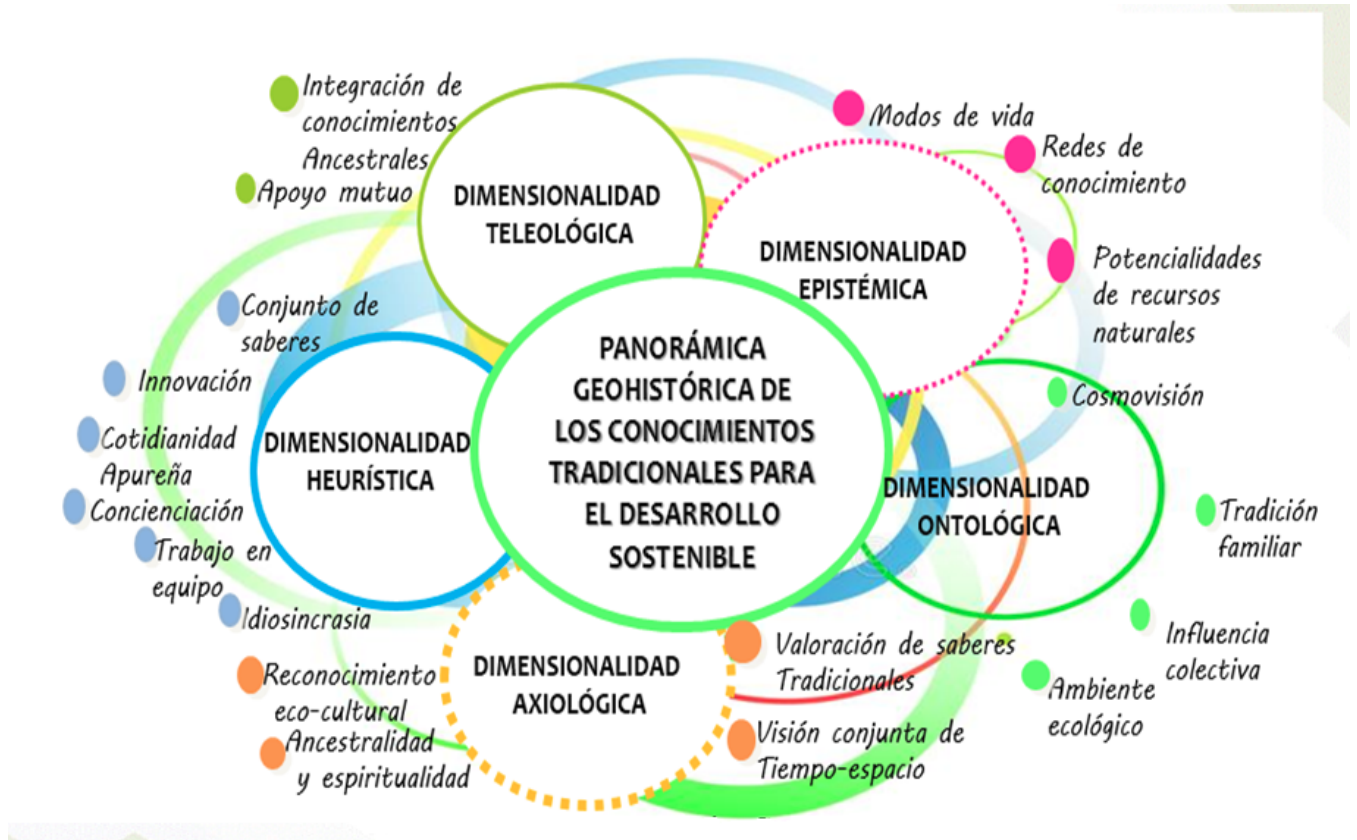 Integración de
conocimientos
Ancestrales
Apoyo mutuo
DIMENSIONALIDAD
TELEOLÓGICA
Modos de vida
Redes de
conocimiento
Potencialidades
de recursos
naturales
DIMENSIONALIDAD
EPISTÉMICA
Conjunto de
saberes
Innovación
Cotidianidad
Apureña
Concienciación
Trabajo en
equipo
Idiosincrasia
DIMENSIONALIDAD
HEURÍSTICA
PANORÁMICA
GEOHISTÓRICA DE
LOS CONOCIMIENTOS
TRADICIONALES PARA
EL DESARROLLO
SOSTENIBLE
Cosmovisión
DIMENSIONALIDAD
ONTOLÓGICA
Tradición
familiar
Influencia
colectiva
Ambiente
ecológico
DIMENSIONALIDAD
AXIOLÓGICA
Reconocimiento
eco-cultural
Ancestralidad
y espiritualidad
Valoración de saberes
Tradicionales
Visión conjunta de
Tiempo-espacio